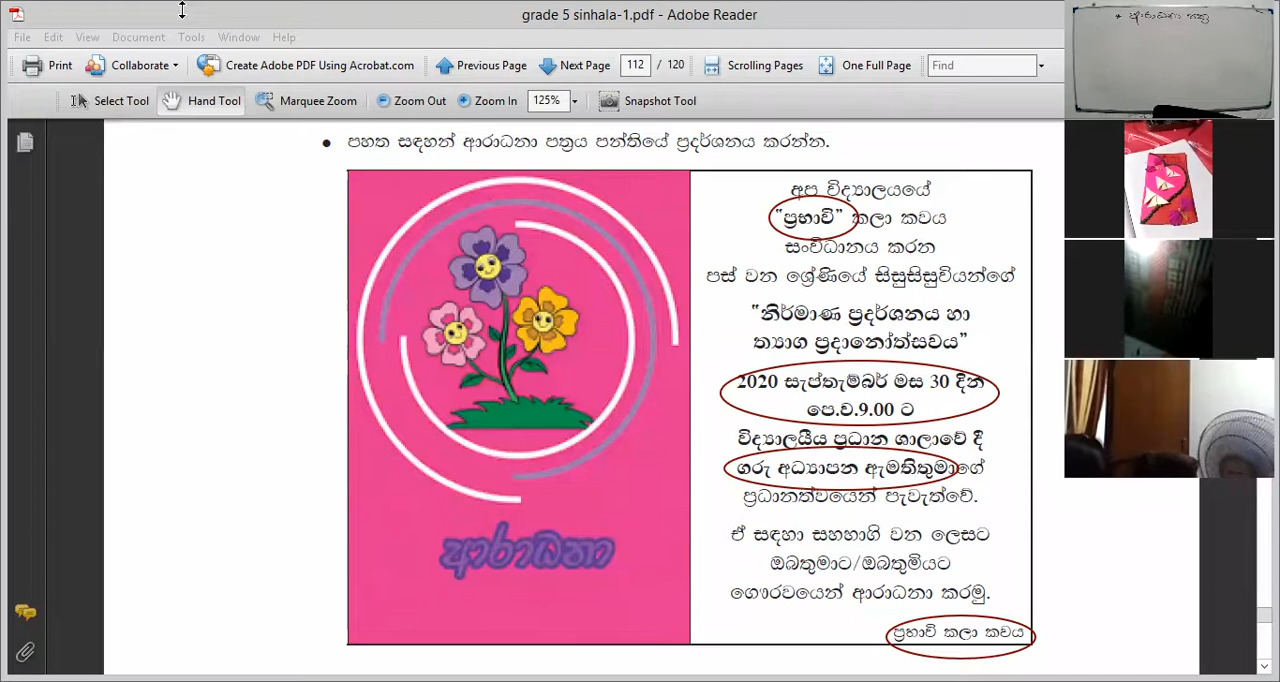 grade 5 sinhala-1.pdf - Adobe Reader
File Edit View Document Tools Window Help
Print Collaborate Create Adobe PDF Using Acrobat.com Previous Page Next Page 112 / 120 Scrolling Pages One Full Page Find
Select Tool Hand Tool Marquee Zoom Zoom Out Zoom In 125% Snapshot Tool
* ආරාධනා පත්‍ර
● පහත සඳහන් ආරාධනා පත්‍රය පන්තියේ ප්‍රදර්ශනය කරන්න.
ආරාධනා
අප විද්‍යාලයයේ
“ප්‍රභාවි” කලා කවය
සංවිධානය කරන
පස් වන ශ්‍රේණියේ සිසුසිසුවියන්ගේ
“නිර්මාණ ප්‍රදර්ශනය හා
ත්‍යාග ප්‍රදානෝත්සවය”
2020 සැප්තැම්බර් මස 30 දින
පෙ.ව.9.00 ට
විද්‍යාලයීය ප්‍රධාන ශාලාවේ දී
ගරු අධ්‍යාපන ඇමතිතුමාගේ
ප්‍රධානත්වයෙන් පැවැත්වේ.
ඒ සඳහා සහභාගි වන ලෙසට
ඔබතුමාට/ඔබතුමියට
ගෞරවයෙන් ආරාධනා කරමු.
ප්‍රභාවි කලා කවය